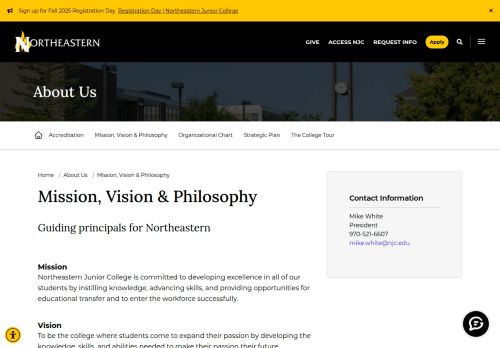 Sign up for Fall 2025 Registration Day Registration Day | Northeastern Junior College ×
NORTHEASTERN
GIVE ACCESS NJC REQUEST INFO Apply
About Us
Accreditation Mission, Vision & Philosophy Organizational Chart Strategic Plan The College Tour
Home / About Us / Mission, Vision & Philosophy
Mission, Vision & Philosophy
Guiding principals for Northeastern
Mission
Northeastern Junior College is committed to developing excellence in all of our
students by instilling knowledge, advancing skills, and providing opportunities for
educational transfer and to enter the workforce successfully.
Vision
To be the college where students come to expand their passion by developing the
knowledge, skills, and abilities needed to make their passion their future.
Contact Information
Mike White
President
970-521-6607
mike.white@njc.edu